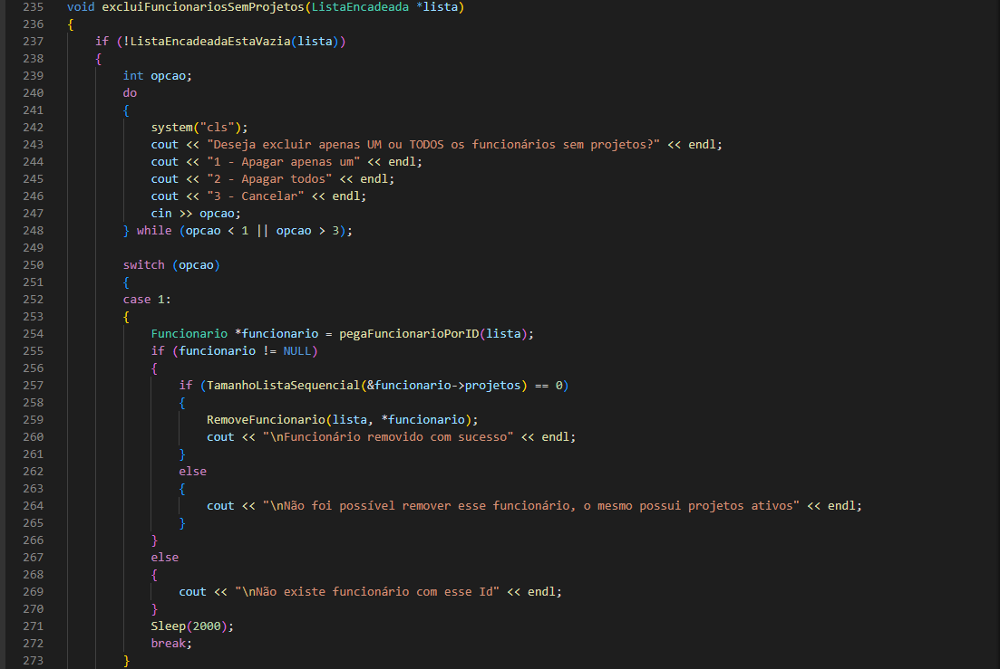 235 void excluiFuncionariosSemProjetos(ListaEncadeada *lista)
236 {
237     if (!ListaEncadeadaEstaVazia(lista))
238     {
239         int opcao;
240         do
241         {
242             system("cls");
243             cout << "Deseja excluir apenas UM ou TODOS os funcionários sem projetos?" << endl;
244             cout << "1 - Apagar apenas um" << endl;
245             cout << "2 - Apagar todos" << endl;
246             cout << "3 - Cancelar" << endl;
247             cin >> opcao;
248         } while (opcao < 1 || opcao > 3);
249
250         switch (opcao)
251         {
252         case 1:
253         {
254             Funcionario *funcionario = pegaFuncionarioPorID(lista);
255             if (funcionario != NULL)
256             {
257                 if (TamanhoListaSequencial(&funcionario->projetos) == 0)
258                 {
259                     RemoveFuncionario(lista, *funcionario);
260                     cout << "\nFuncionário removido com sucesso" << endl;
261                 }
262                 else
263                 {
264                     cout << "\nNão foi possível remover esse funcionário, o mesmo possui projetos ativos" << endl;
265                 }
266             }
267             else
268             {
269                 cout << "\nNão existe funcionário com esse Id" << endl;
270             }
271             Sleep(2000);
272             break;
273         }